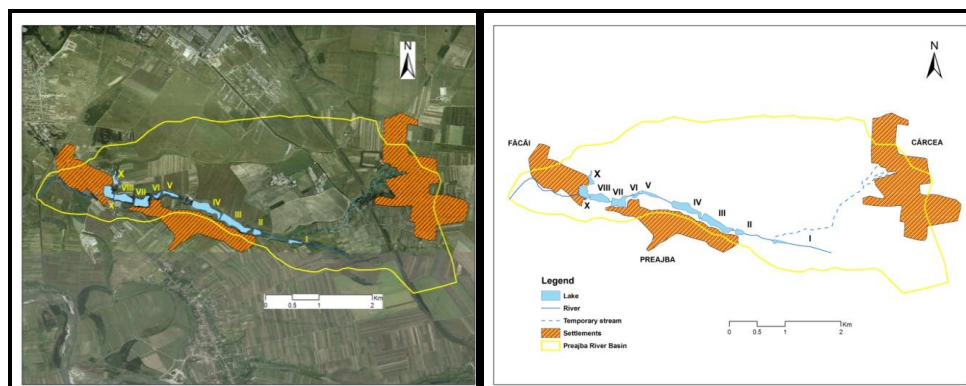 N
X
VIII
VII
VI
V
IV
III
II
X
0 0.5 1 2 Km
N
CÂRCEA
FĂCĂI
X
VIII
VII
VI
V
IV
III
II
I
X
PREAJBA
Legend
Lake
River
Temporary stream
Settlements
Preajba River Basin
0 0.5 1 2 Km